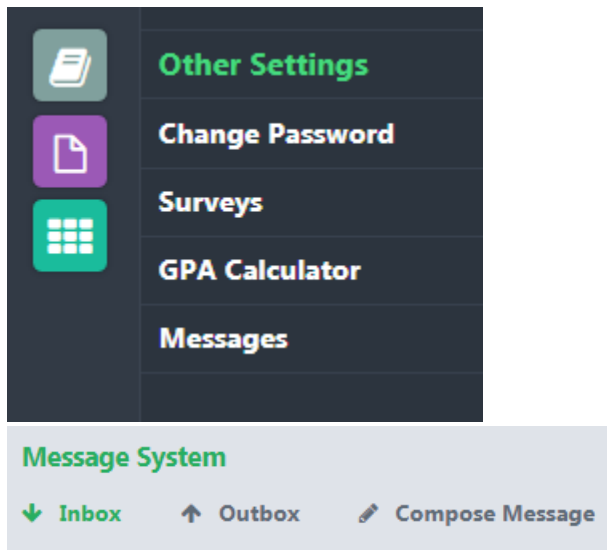 Other Settings
Change Password
Surveys
GPA Calculator
Messages
Message System
Inbox Outbox Compose Message